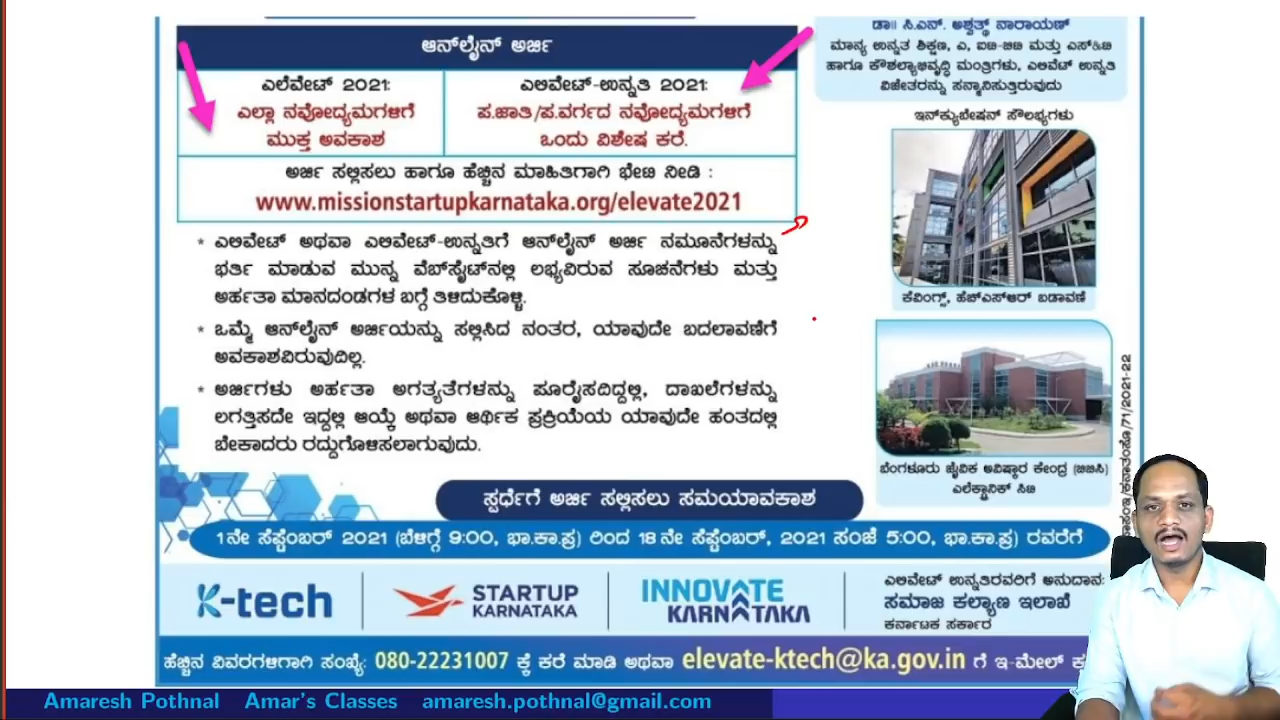 ಆನ್‌ಲೈನ್ ಅರ್ಜಿ
ಎಲೆವೇಟ್ 2021:
ಎಲ್ಲಾ ನವೋದ್ಯಮಗಳಿಗೆ
ಮುಕ್ತ ಅವಕಾಶ
ಎಲಿವೇಟ್-ಉನ್ನತಿ 2021:
ಪ.ಜಾತಿ/ಪ.ವರ್ಗದ ನವೋದ್ಯಮಗಳಿಗೆ
ಒಂದು ವಿಶೇಷ ಕರೆ.
ಅರ್ಜಿ ಸಲ್ಲಿಸಲು ಹಾಗೂ ಹೆಚ್ಚಿನ ಮಾಹಿತಿಗಾಗಿ ಭೇಟಿ ನೀಡಿ :
www.missionstartupkarnataka.org/elevate2021
* ಎಲಿವೇಟ್ ಅಥವಾ ಎಲಿವೇಟ್-ಉನ್ನತಿಗೆ ಆನ್‌ಲೈನ್ ಅರ್ಜಿ ನಮೂನೆಗಳನ್ನು
ಭರ್ತಿ ಮಾಡುವ ಮುನ್ನ ವೆಬ್‌ಸೈಟ್‌ನಲ್ಲಿ ಲಭ್ಯವಿರುವ ಸೂಚನೆಗಳು ಮತ್ತು
ಅರ್ಹತಾ ಮಾನದಂಡಗಳ ಬಗ್ಗೆ ತಿಳಿದುಕೊಳ್ಳಿ.
* ಒಮ್ಮೆ ಆನ್‌ಲೈನ್ ಅರ್ಜಿಯನ್ನು ಸಲ್ಲಿಸಿದ ನಂತರ, ಯಾವುದೇ ಬದಲಾವಣೆಗೆ
ಅವಕಾಶವಿರುವುದಿಲ್ಲ.
* ಅರ್ಜಿಗಳು ಅರ್ಹತಾ ಅಗತ್ಯತೆಗಳನ್ನು ಪೂರೈಸದಿದ್ದಲ್ಲಿ, ದಾಖಲೆಗಳನ್ನು
ಲಗತ್ತಿಸದೇ ಇದ್ದಲ್ಲಿ ಆಯ್ಕೆ ಅಥವಾ ಆರ್ಥಿಕ ಪ್ರಕ್ರಿಯೆಯ ಯಾವುದೇ ಹಂತದಲ್ಲಿ
ಬೇಕಾದರು ರದ್ದುಗೊಳಿಸಲಾಗುವುದು.
ಡಾ॥ ಸಿ.ಎನ್. ಅಶ್ವತ್ಥ್ ನಾರಾಯಣ್
ಮಾನ್ಯ ಉನ್ನತ ಶಿಕ್ಷಣ, ಎ, ಐಟಿ-ಬಿಟಿ ಮತ್ತು ಎಸ್&ಟಿ
ಹಾಗೂ ಕೌಶಲ್ಯಾಭಿವೃದ್ಧಿ ಮಂತ್ರಿಗಳು, ಎಲಿವೇಟ್ ಉನ್ನತಿ
ವಿಜೇತರನ್ನು ಸನ್ಮಾನಿಸುತ್ತಿರುವುದು
ಇನ್‌ಕ್ಯುಬೇಷನ್ ಸೌಲಭ್ಯಗಳು
ಕೆವಿಂಗ್ಸ್, ಹೆಚ್‌ಎಸ್‌ಆರ್ ಬಡಾವಣೆ
ಬೆಂಗಳೂರು ಜೈವಿಕ ಅವಿಷ್ಕಾರ ಕೇಂದ್ರ (ಬಿಬಿಸಿ)
ಎಲೆಕ್ಟ್ರಾನಿಕ್ ಸಿಟಿ
ಸ್ಪರ್ಧೆಗೆ ಅರ್ಜಿ ಸಲ್ಲಿಸಲು ಸಮಯಾವಕಾಶ
1ನೇ ಸೆಪ್ಟೆಂಬರ್ 2021 (ಬೆಳಗ್ಗೆ 9:00, ಭಾ.ಕಾ.ಪ್ರ) ರಿಂದ 18ನೇ ಸೆಪ್ಟೆಂಬರ್, 2021 ಸಂಜೆ 5:00, ಭಾ.ಕಾ.ಪ್ರ) ರವರೆಗೆ
K-tech
STARTUP
KARNATAKA
INNOVATE
KARNATAKA
ಎಲಿವೇಟ್ ಉನ್ನತಿರವರಿಗೆ ಅನುದಾನ:
ಸಮಾಜ ಕಲ್ಯಾಣ ಇಲಾಖೆ
ಕರ್ನಾಟಕ ಸರ್ಕಾರ
ಹೆಚ್ಚಿನ ವಿವರಗಳಿಗಾಗಿ ಸಂಖ್ಯೆ: 080-22231007 ಕ್ಕೆ ಕರೆ ಮಾಡಿ ಅಥವಾ elevate-ktech@ka.gov.in ಗೆ ಇ-ಮೇಲ್
Amaresh Pothnal Amar's Classes amaresh.pothnal@gmail.com